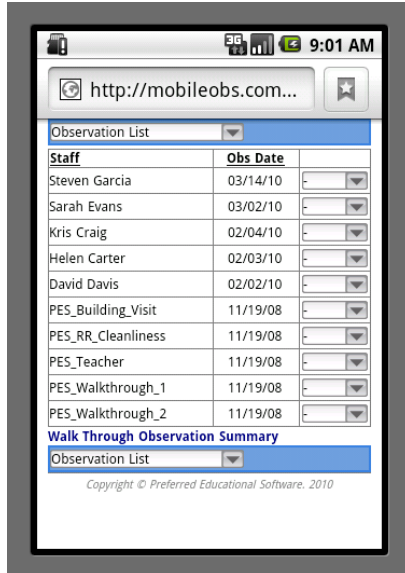 3G 9:01 AM
http://mobileobs.com...
Observation List
Staff Obs Date
Steven Garcia 03/14/10 -
Sarah Evans 03/02/10 -
Kris Craig 02/04/10 -
Helen Carter 02/03/10 -
David Davis 02/02/10 -
PES_Building_Visit 11/19/08 -
PES_RR_Cleanliness 11/19/08 -
PES_Teacher 11/19/08 -
PES_Walkthrough_1 11/19/08 -
PES_Walkthrough_2 11/19/08 -
Walk Through Observation Summary
Observation List
Copyright © Preferred Educational Software. 2010